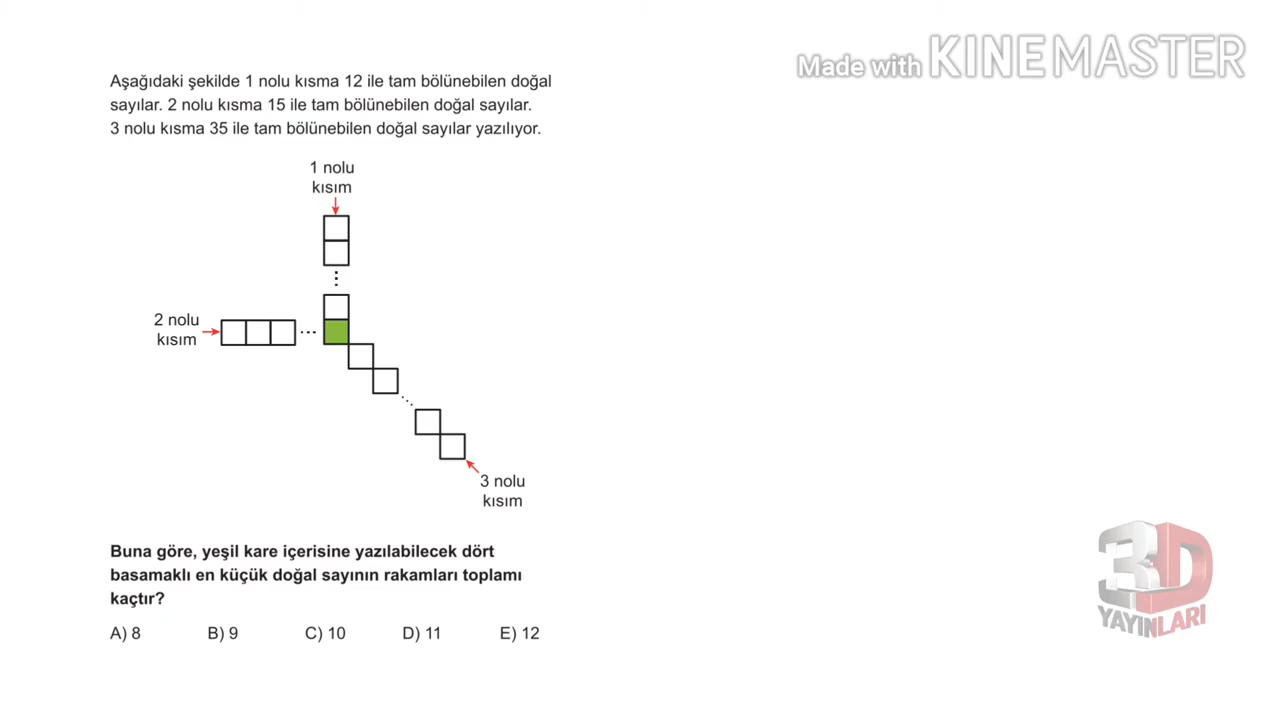 Made with KINEMASTER
Aşağıdaki şekilde 1 nolu kısma 12 ile tam bölünebilen doğal
sayılar. 2 nolu kısma 15 ile tam bölünebilen doğal sayılar.
3 nolu kısma 35 ile tam bölünebilen doğal sayılar yazılıyor.
1 nolu
kısım
2 nolu
kısım
3 nolu
kısım
Buna göre, yeşil kare içerisine yazılabilecek dört
basamaklı en küçük doğal sayının rakamları toplamı
kaçtır?
A) 8 B) 9 C) 10 D) 11 E) 12
3D
YAYINLARI